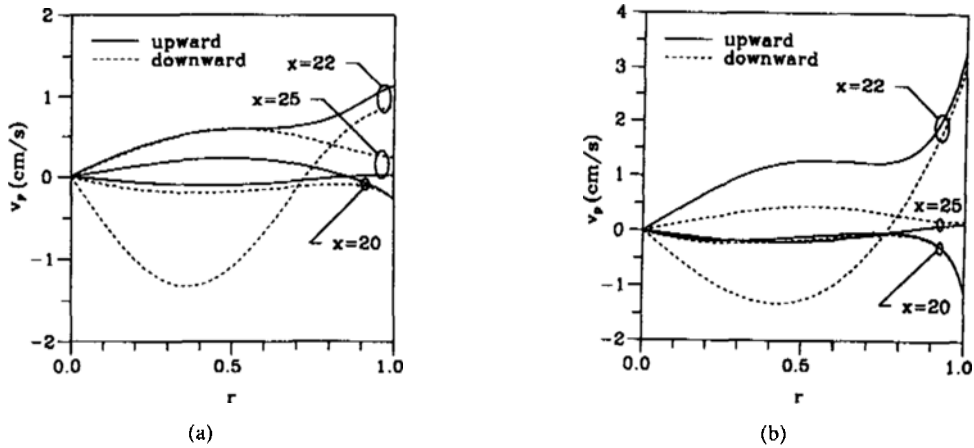 2
1
0
-1
-2
v_p (cm/s)
upward
downward
x=22
x=25
x=20
0.0
0.5
1.0
r
(a)
4
3
2
1
0
-1
-2
v_p (cm/s)
upward
downward
x=22
x=25
x=20
0.0
0.5
1.0
r
(b)